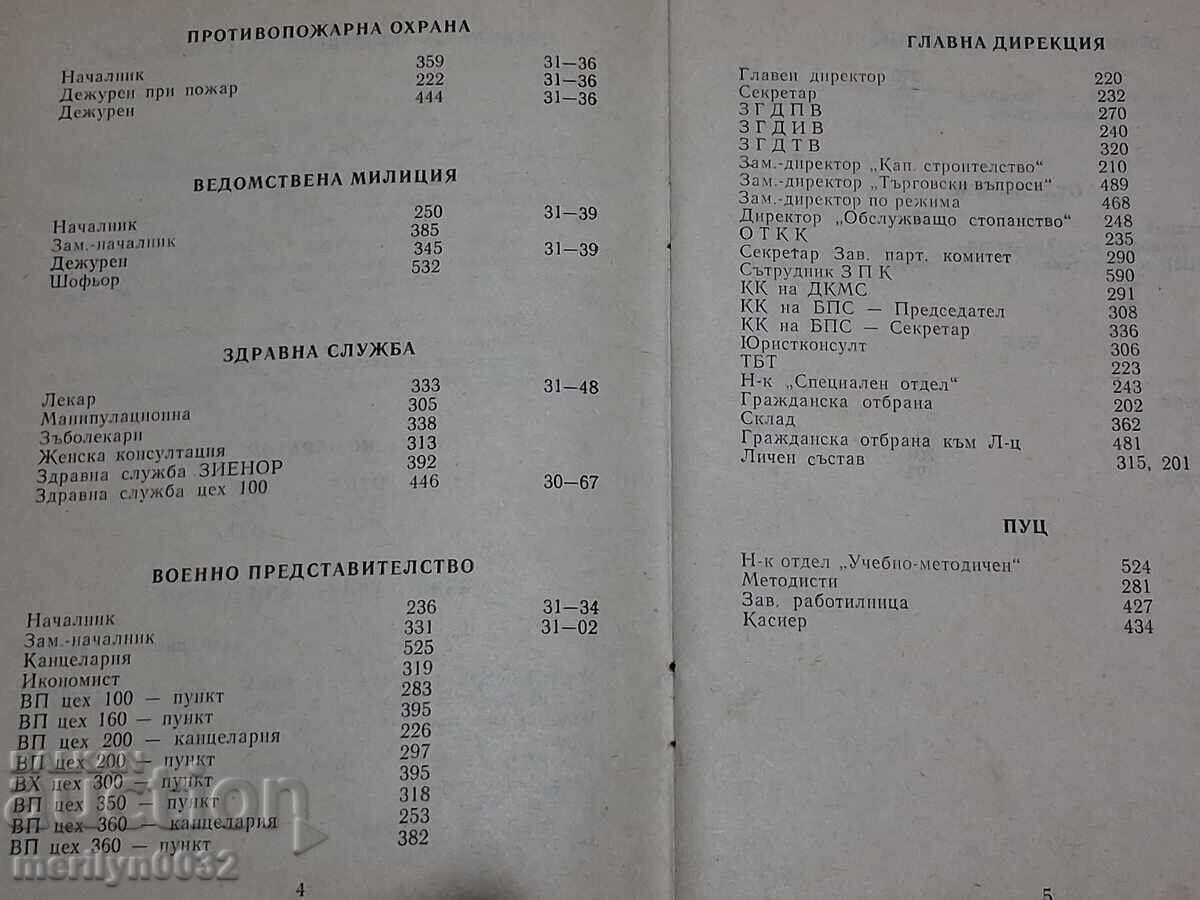 ПРОТИВОПОЖАРНА ОХРАНА
Началник 359 31—36
Дежурен при пожар 222 31—36
Дежурен 444 31—36
ВЕДОМСТВЕНА МИЛИЦИЯ
Началник 250 31—39
Зам.-началник 385
Дежурен 345 31—39
Шофьор 532
ЗДРАВНА СЛУЖБА
Лекар 333 31—48
Манипулационна 305
Зъболекари 338
Женска консултация 313
Здравна служба ЗИЕНОР 392
Здравна служба цех 100 446 30—67
ВОЕННО ПРЕДСТАВИТЕЛСТВО
Началник 236 31—34
Зам.-началник 331 31—02
Канцелария 525
Икономист 319
ВП цех 100 — пункт 283
ВП цех 160 — пункт 395
ВП цех 200 — канцелария 226
ВП цех 200 — пункт 297
ВХ цех 300 — пункт 395
ВП цех 350 — пункт 318
ВП цех 360 — канцелария 253
ВП цех 360 — пункт 382
4
ГЛАВНА ДИРЕКЦИЯ
Главен директор 220
Секретар 232
З Г Д П В 270
З Г Д И В 240
З Г Д Т В 320
Зам.-директор „Кап. строителство“ 210
Зам.-директор „Търговски въпроси“ 489
Зам.-директор по режима 468
Директор „Обслужващо стопанство“ 248
О Т К К 235
Секретар Зав. парт. комитет 290
Сътрудник З П К 590
КК на ДКМС 291
КК на БПС — Председател 308
КК на БПС — Секретар 336
Юристконсулт 306
ТБТ 223
Н-к „Специален отдел“ 243
Гражданска отбрана 202
Склад 362
Гражданска отбрана към Л-ц 481
Личен състав 315, 201
ПУЦ
Н-к отдел „Учебно-методичен“ 524
Методисти 281
Зав. работилница 427
Касиер 434
5
BALKAN
auction
merilyn0032